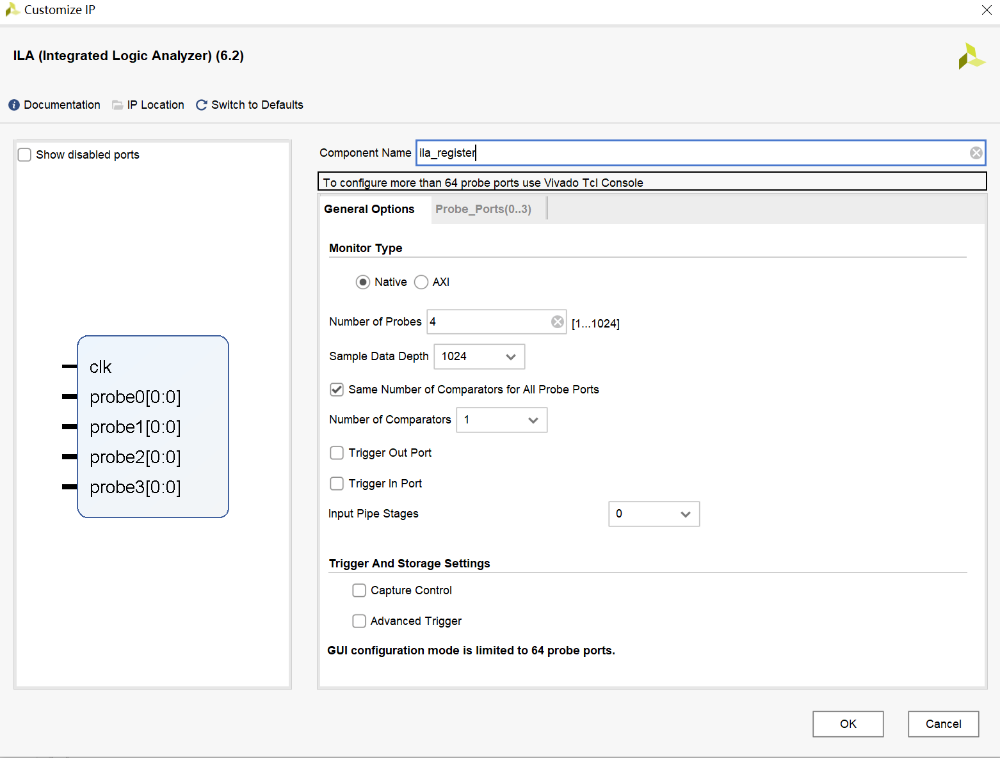 Customize IP
ILA (Integrated Logic Analyzer) (6.2)
Documentation IP Location Switch to Defaults
Show disabled ports
clk
probe0[0:0]
probe1[0:0]
probe2[0:0]
probe3[0:0]
Component Name ila_register
To configure more than 64 probe ports use Vivado Tcl Console
General Options Probe_Ports(0..3)
Monitor Type
Native AXI
Number of Probes 4 [1...1024]
Sample Data Depth 1024
Same Number of Comparators for All Probe Ports
Number of Comparators 1
Trigger Out Port
Trigger In Port
Input Pipe Stages 0
Trigger And Storage Settings
Capture Control
Advanced Trigger
GUI configuration mode is limited to 64 probe ports.
OK Cancel